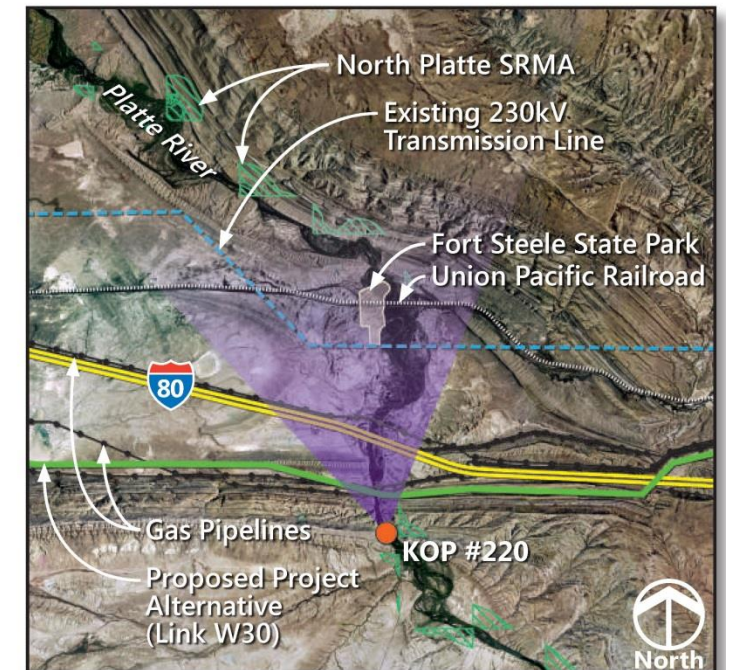 North Platte SRMA
Platte River
Existing 230kV
Transmission Line
Fort Steele State Park
Union Pacific Railroad
80
Gas Pipelines
KOP #220
Proposed Project
Alternative
(Link W30)
North